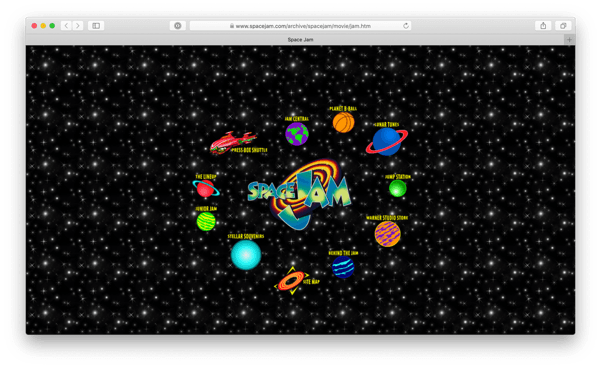 www.spacejam.com/archive/spacejam/movie/jam.htm
Space Jam
PLANET B-BALL
JAM CENTRAL
LUNAR TUNES
PRESS BOX SHUTTLE
THE LINEUP
JUMP STATION
SPACE JAM
JUNIOR JAM
WARNER STUDIO STORE
STELLAR SOUVENIRS
BEHIND THE JAM
SITE MAP